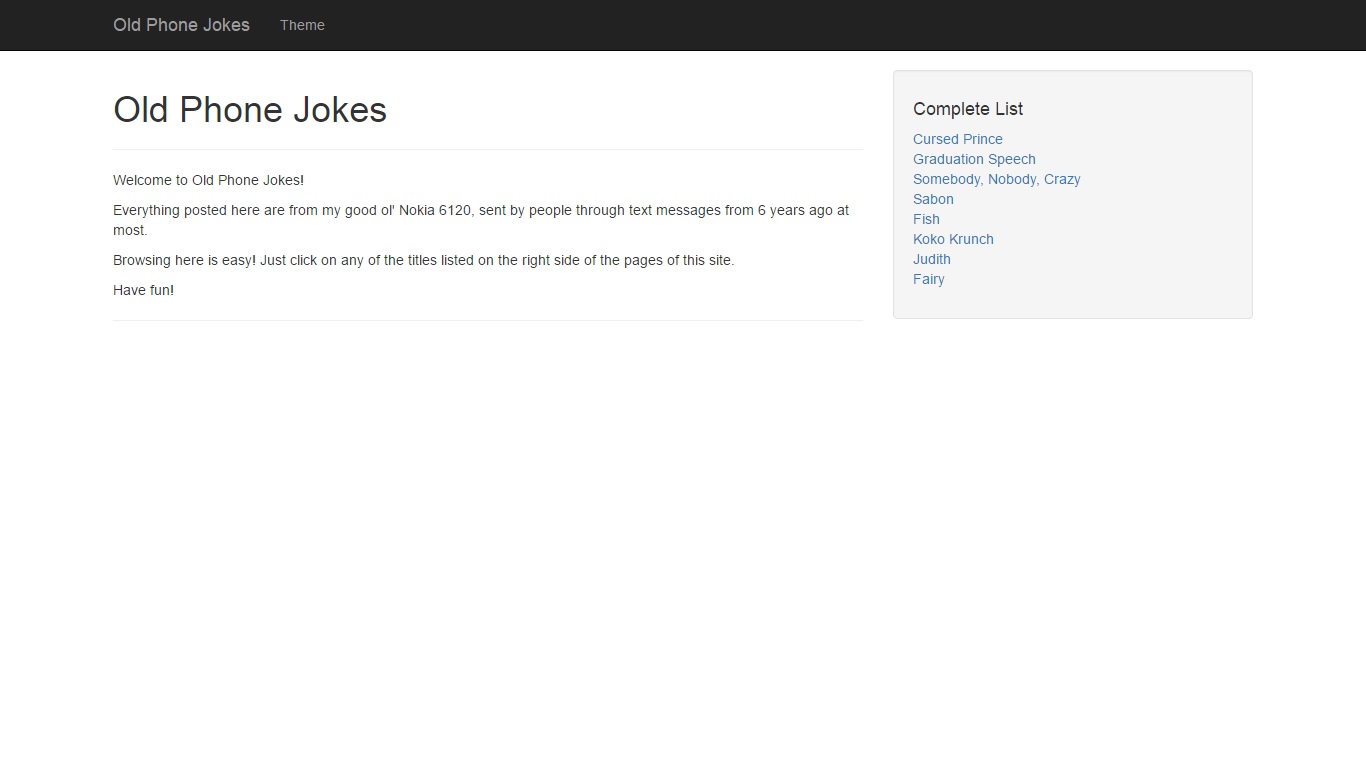 Old Phone Jokes
Theme
Old Phone Jokes
Welcome to Old Phone Jokes!
Everything posted here are from my good ol' Nokia 6120, sent by people through text messages from 6 years ago at
most.
Browsing here is easy! Just click on any of the titles listed on the right side of the pages of this site.
Have fun!
Complete List
Cursed Prince
Graduation Speech
Somebody, Nobody, Crazy
Sabon
Fish
Koko Krunch
Judith
Fairy